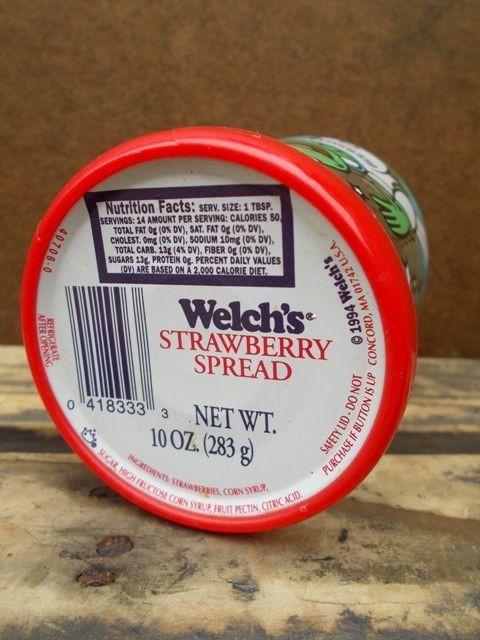 Nutrition Facts: SERV. SIZE: 1 TBSP.
SERVINGS: 14 AMOUNT PER SERVING: CALORIES 50,
TOTAL FAT 0g (0% DV), SAT. FAT 0g (0% DV),
CHOLEST. 0mg (0% DV), SODIUM 10mg (0% DV),
TOTAL CARB. 13g (4% DV), FIBER 0g (0% DV),
SUGARS 13g, PROTEIN 0g. PERCENT DAILY VALUES
(DV) ARE BASED ON A 2,000 CALORIE DIET.
40706-0
REFRIGERATE
AFTER OPENING
Welch's®
STRAWBERRY
SPREAD
NET WT.
10 OZ. (283 g)
0 418333 3
INGREDIENTS: STRAWBERRIES, CORN SYRUP,
SUGAR, HIGH FRUCTOSE CORN SYRUP, FRUIT PECTIN, CITRIC ACID.
SAFETY LID - DO NOT
PURCHASE IF BUTTON IS UP
© 1994 Welch's
CONCORD, MA 01742 U.S.A.